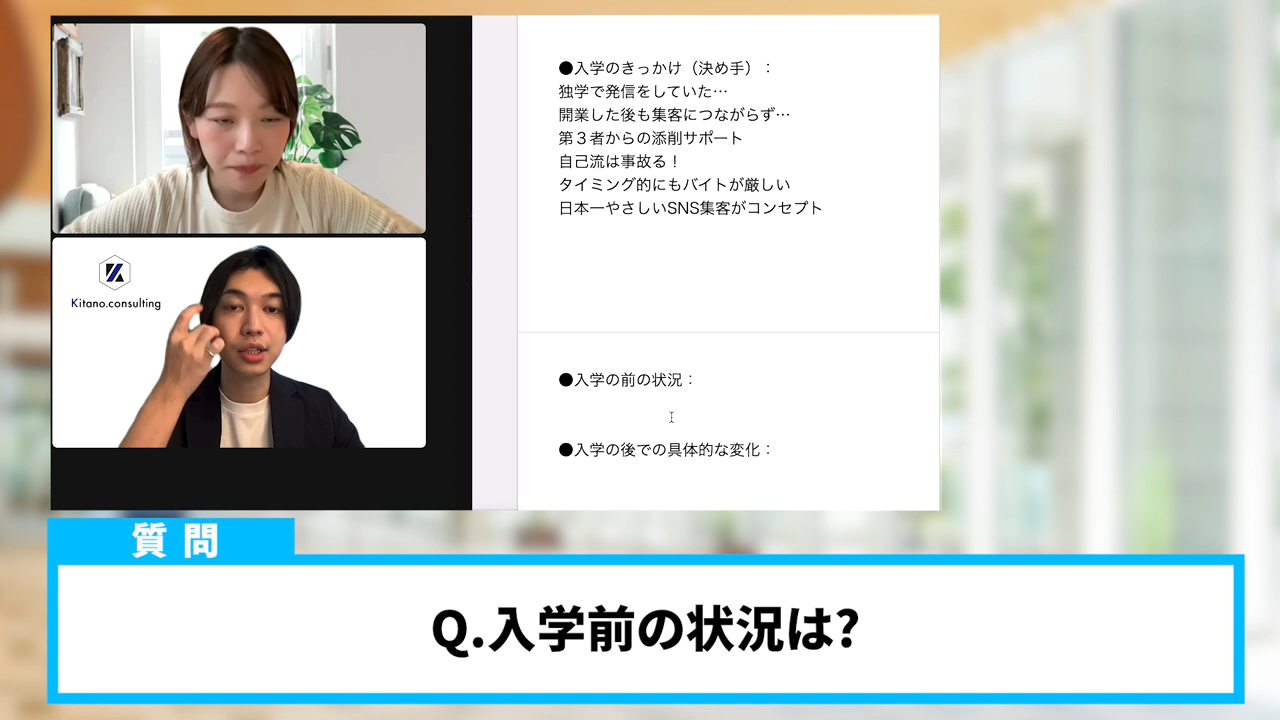 ●入学のきっかけ（決め手）：
独学で発信をしていた…
開業した後も集客につながらず…
第３者からの添削サポート
自己流は事故る！
タイミング的にもバイトが厳しい
日本一やさしいSNS集客がコンセプト
Kitano.consulting
●入学の前の状況：
●入学の後での具体的な変化：
質問
Q.入学前の状況は?